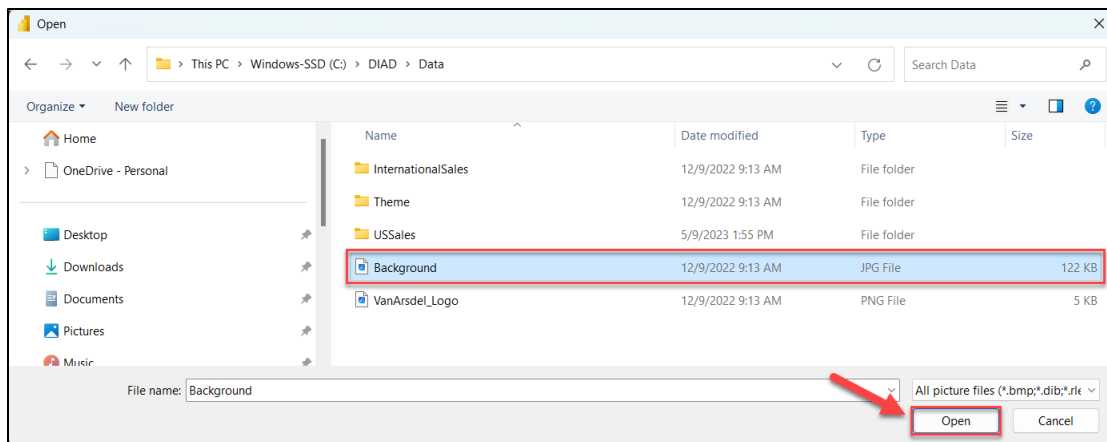 Open
This PC > Windows-SSD (C:) > DIAD > Data
Search Data
Organize
New folder
Home
OneDrive - Personal
Desktop
Downloads
Documents
Pictures
Music
Name Date modified Type Size
InternationalSales 12/9/2022 9:13 AM File folder
Theme 12/9/2022 9:13 AM File folder
USSales 5/9/2023 1:55 PM File folder
Background 12/9/2022 9:13 AM JPG File 122 KB
VanArsdel_Logo 12/9/2022 9:13 AM PNG File 5 KB
File name: Background
All picture files (*.bmp;*.dib;*.rle
Open Cancel